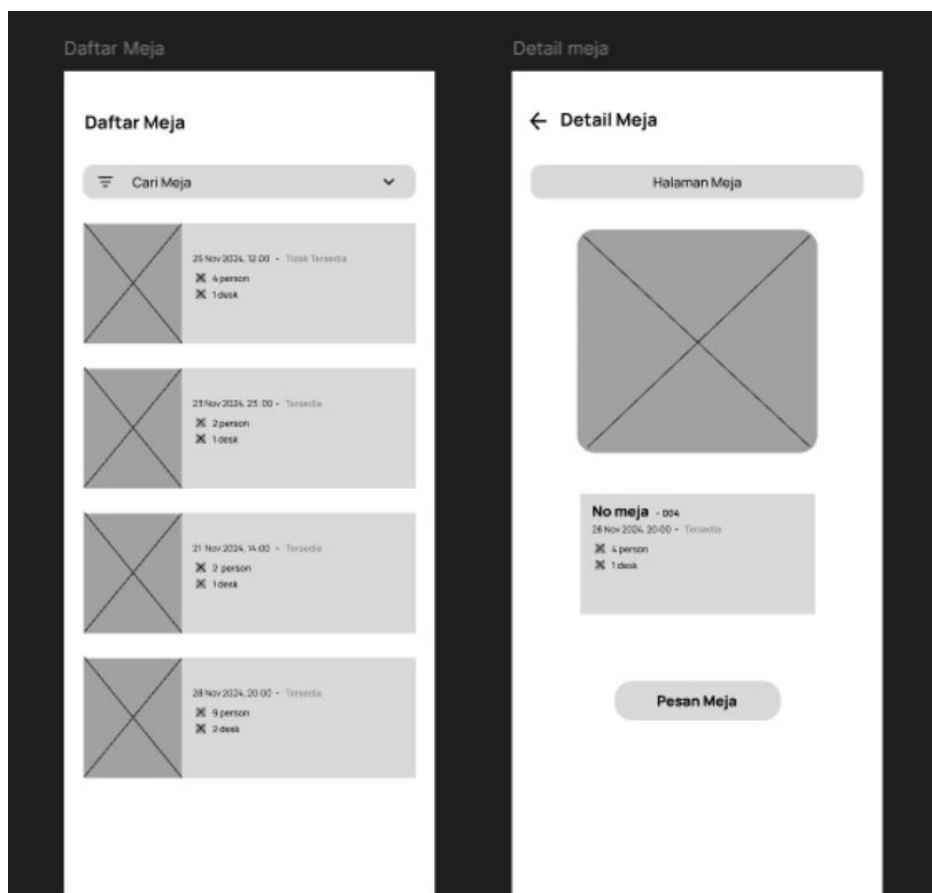 Daftar Meja
Daftar Meja
Cari Meja
25 Nov 2024, 12:00 - Tidak Tersedia
4 person
1 desk
23 Nov 2024, 23:00 - Tersedia
2 person
1 desk
21 Nov 2024, 14:00 - Tersedia
2 person
1 desk
28 Nov 2024, 20:00 - Tersedia
9 person
2 desk
Detail meja
Detail Meja
Halaman Meja
No meja - 004
28 Nov 2024, 20:00 - Tersedia
4 person
1 desk
Pesan Meja